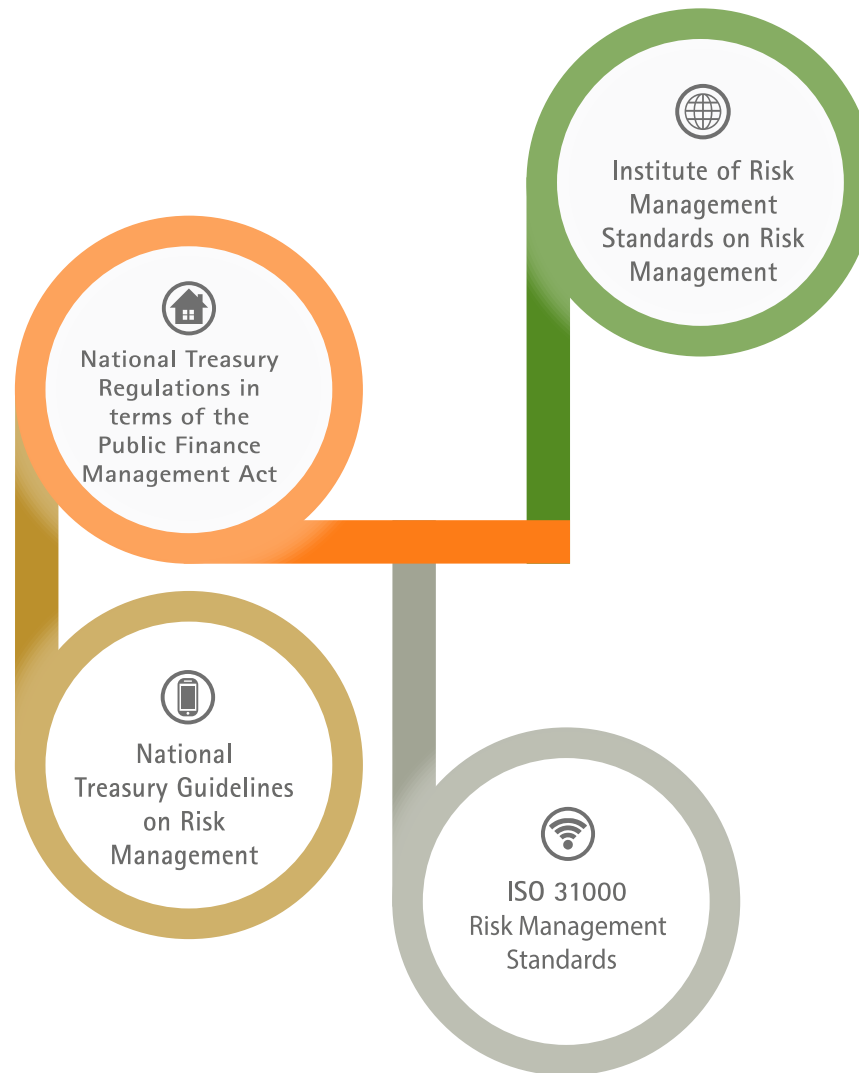 Institute of Risk
Management
Standards on Risk
Management
National Treasury
Regulations in
terms of the
Public Finance
Management Act
National
Treasury Guidelines
on Risk
Management
ISO 31000
Risk Management
Standards